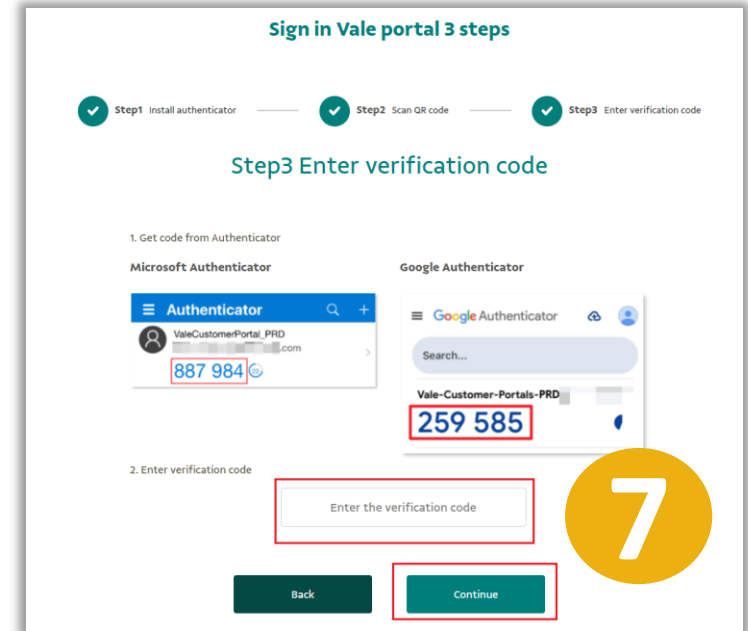 Sign in Vale portal 3 steps
Step1 Install authenticator Step2 Scan QR code Step3 Enter verification code
Step3 Enter verification code
1. Get code from Authenticator
Microsoft Authenticator Google Authenticator
Authenticator
ValeCustomerPortal_PRD
.com
887 984 22
Google Authenticator
Search...
Vale-Customer-Portals-PRD
259 585
2. Enter verification code
Enter the verification code
7
Back Continue